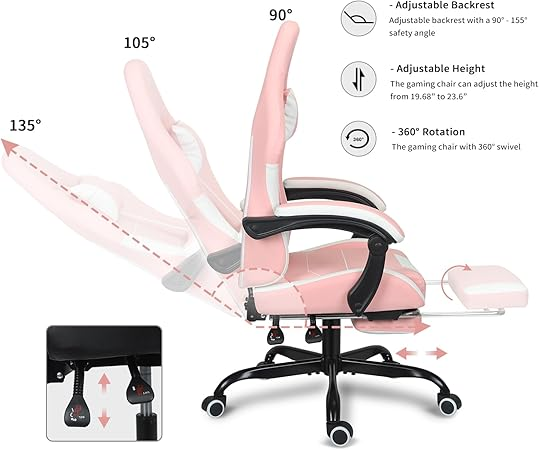 90°
105°
135°
- Adjustable Backrest
Adjustable backrest with a 90° - 155°
safety angle
- Adjustable Height
The gaming chair can adjust the height
from 19.68" to 23.6"
360°
- 360° Rotation
The gaming chair with 360° swivel